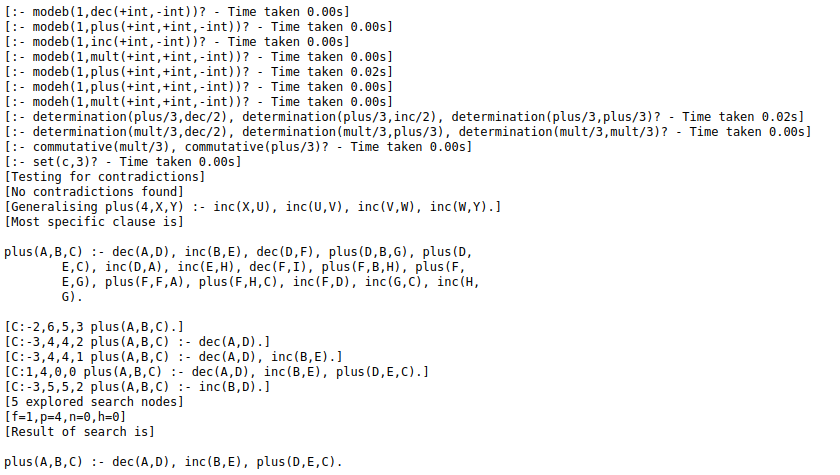 [:- modeb(1,dec(+int,-int))? - Time taken 0.00s]
[:- modeb(1,plus(+int,+int,-int))? - Time taken 0.00s]
[:- modeb(1,inc(+int,-int))? - Time taken 0.00s]
[:- modeb(1,mult(+int,+int,-int))? - Time taken 0.00s]
[:- modeb(1,plus(+int,+int,-int))? - Time taken 0.02s]
[:- modeh(1,plus(+int,+int,-int))? - Time taken 0.00s]
[:- modeh(1,mult(+int,+int,-int))? - Time taken 0.00s]
[:- determination(plus/3,dec/2), determination(plus/3,inc/2), determination(plus/3,plus/3)? - Time taken 0.02s]
[:- determination(mult/3,dec/2), determination(mult/3,plus/3), determination(mult/3,mult/3)? - Time taken 0.00s]
[:- commutative(mult/3), commutative(plus/3)? - Time taken 0.00s]
[:- set(c,3)? - Time taken 0.00s]
[Testing for contradictions]
[No contradictions found]
[Generalising plus(4,X,Y) :- inc(X,U), inc(U,V), inc(V,W), inc(W,Y).]
[Most specific clause is]
plus(A,B,C) :- dec(A,D), inc(B,E), dec(D,F), plus(D,B,G), plus(D,
E,C), inc(D,A), inc(E,H), dec(F,I), plus(F,B,H), plus(F,
E,G), plus(F,F,A), plus(F,H,C), inc(F,D), inc(G,C), inc(H,
G).
[C:-2,6,5,3 plus(A,B,C).]
[C:-3,4,4,2 plus(A,B,C) :- dec(A,D).]
[C:-3,4,4,1 plus(A,B,C) :- dec(A,D), inc(B,E).]
[C:1,4,0,0 plus(A,B,C) :- dec(A,D), inc(B,E), plus(D,E,C).]
[C:-3,5,5,2 plus(A,B,C) :- inc(B,D).]
[5 explored search nodes]
[f=1,p=4,n=0,h=0]
[Result of search is]
plus(A,B,C) :- dec(A,D), inc(B,E), plus(D,E,C).